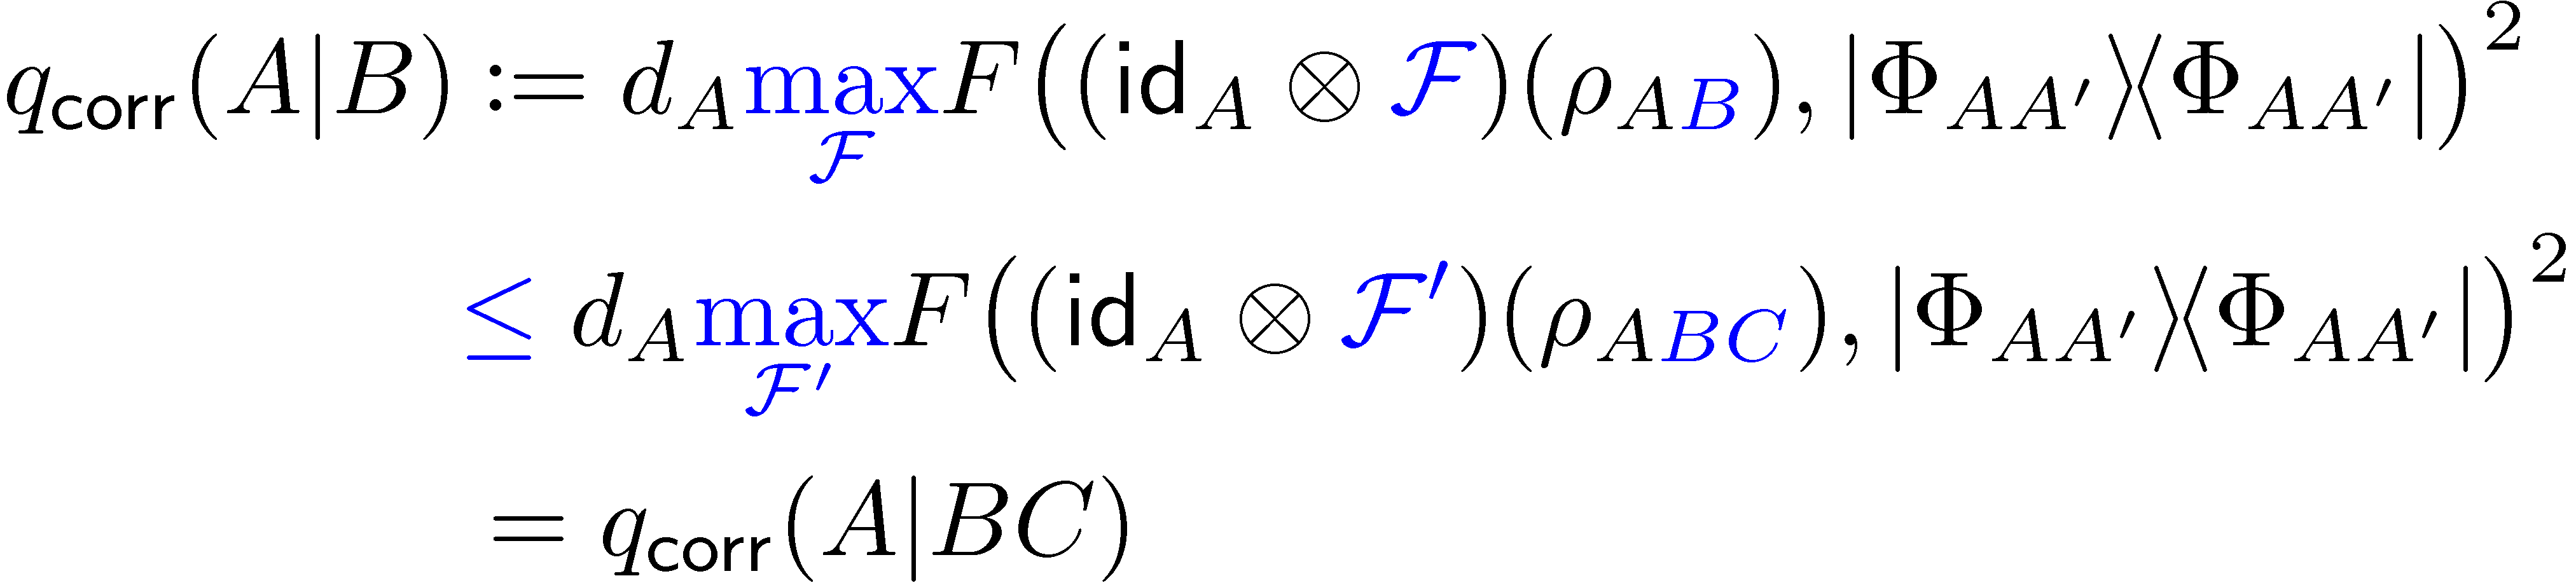 q_corr(A|B) := d_A max_ℱ F((id_A ⊗ ℱ)(ρ_AB), |Φ_AA′⟩⟨Φ_AA′|)²
≤ d_A max_ℱ′ F((id_A ⊗ ℱ′)(ρ_ABC), |Φ_AA′⟩⟨Φ_AA′|)²
= q_corr(A|BC)